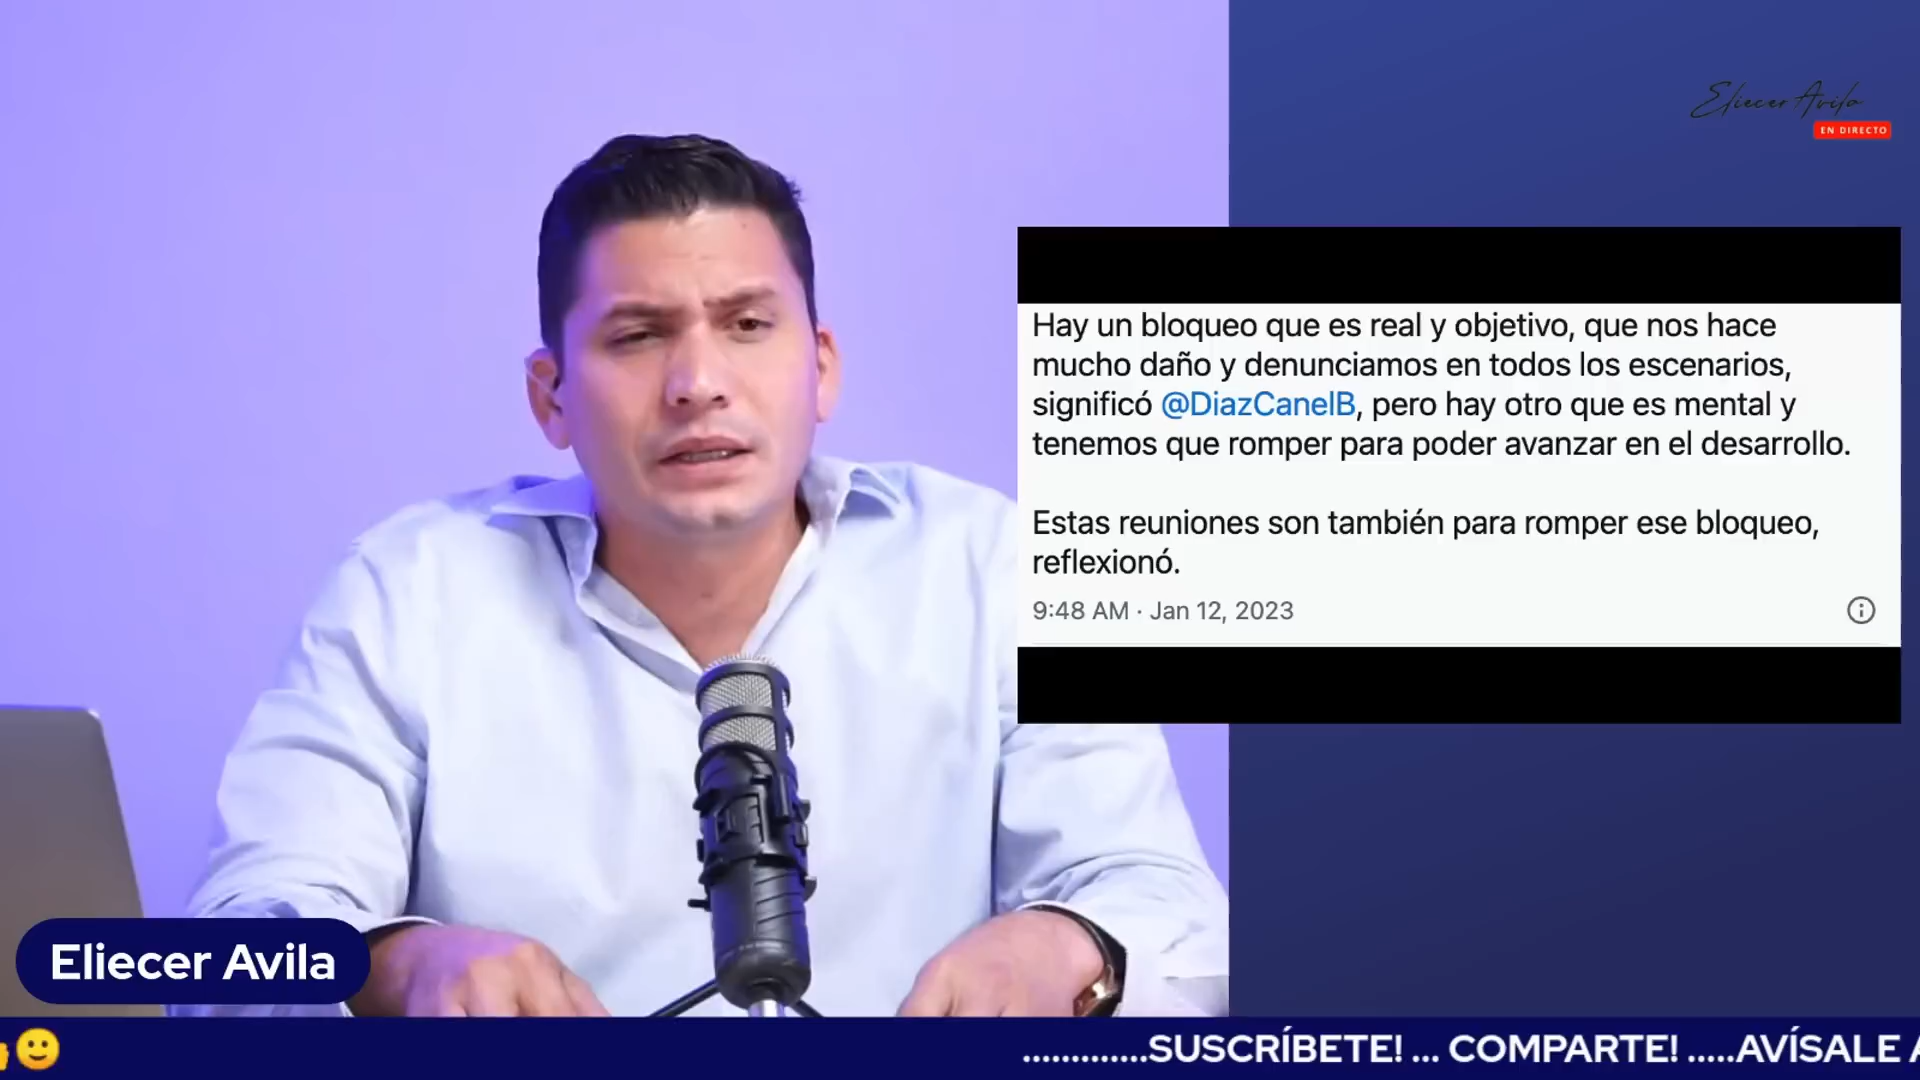 Eliecer Avila
EN DIRECTO
Hay un bloqueo que es real y objetivo, que nos hace
mucho daño y denunciamos en todos los escenarios,
significó @DiazCanelB, pero hay otro que es mental y
tenemos que romper para poder avanzar en el desarrollo.
Estas reuniones son también para romper ese bloqueo,
reflexionó.
9:48 AM · Jan 12, 2023
Eliecer Avila
.............SUSCRÍBETE! ... COMPARTE! .....AVÍSALE